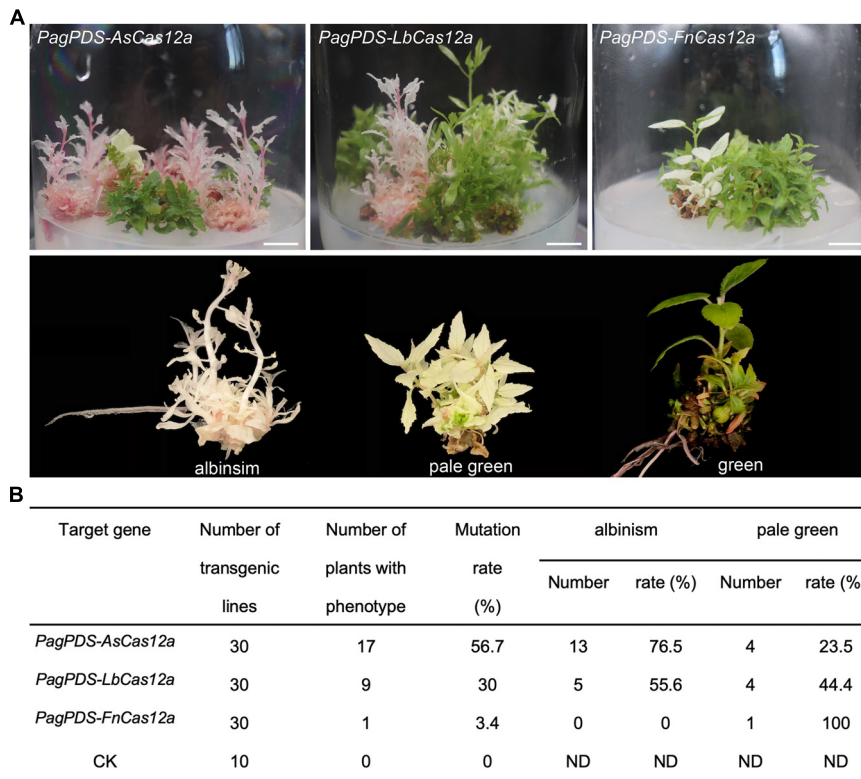 A
PagPDS-AsCas12a PagPDS-LbCas12a PagPDS-FnCas12a
albinsim pale green green
B
Target gene Number of Number of Mutation albinism pale green
transgenic plants with rate Number rate (%) Number rate (%
lines phenotype (%)
PagPDS-AsCas12a 30 17 56.7 13 76.5 4 23.5
PagPDS-LbCas12a 30 9 30 5 55.6 4 44.4
PagPDS-FnCas12a 30 1 3.4 0 0 1 100
CK 10 0 0 ND ND ND ND